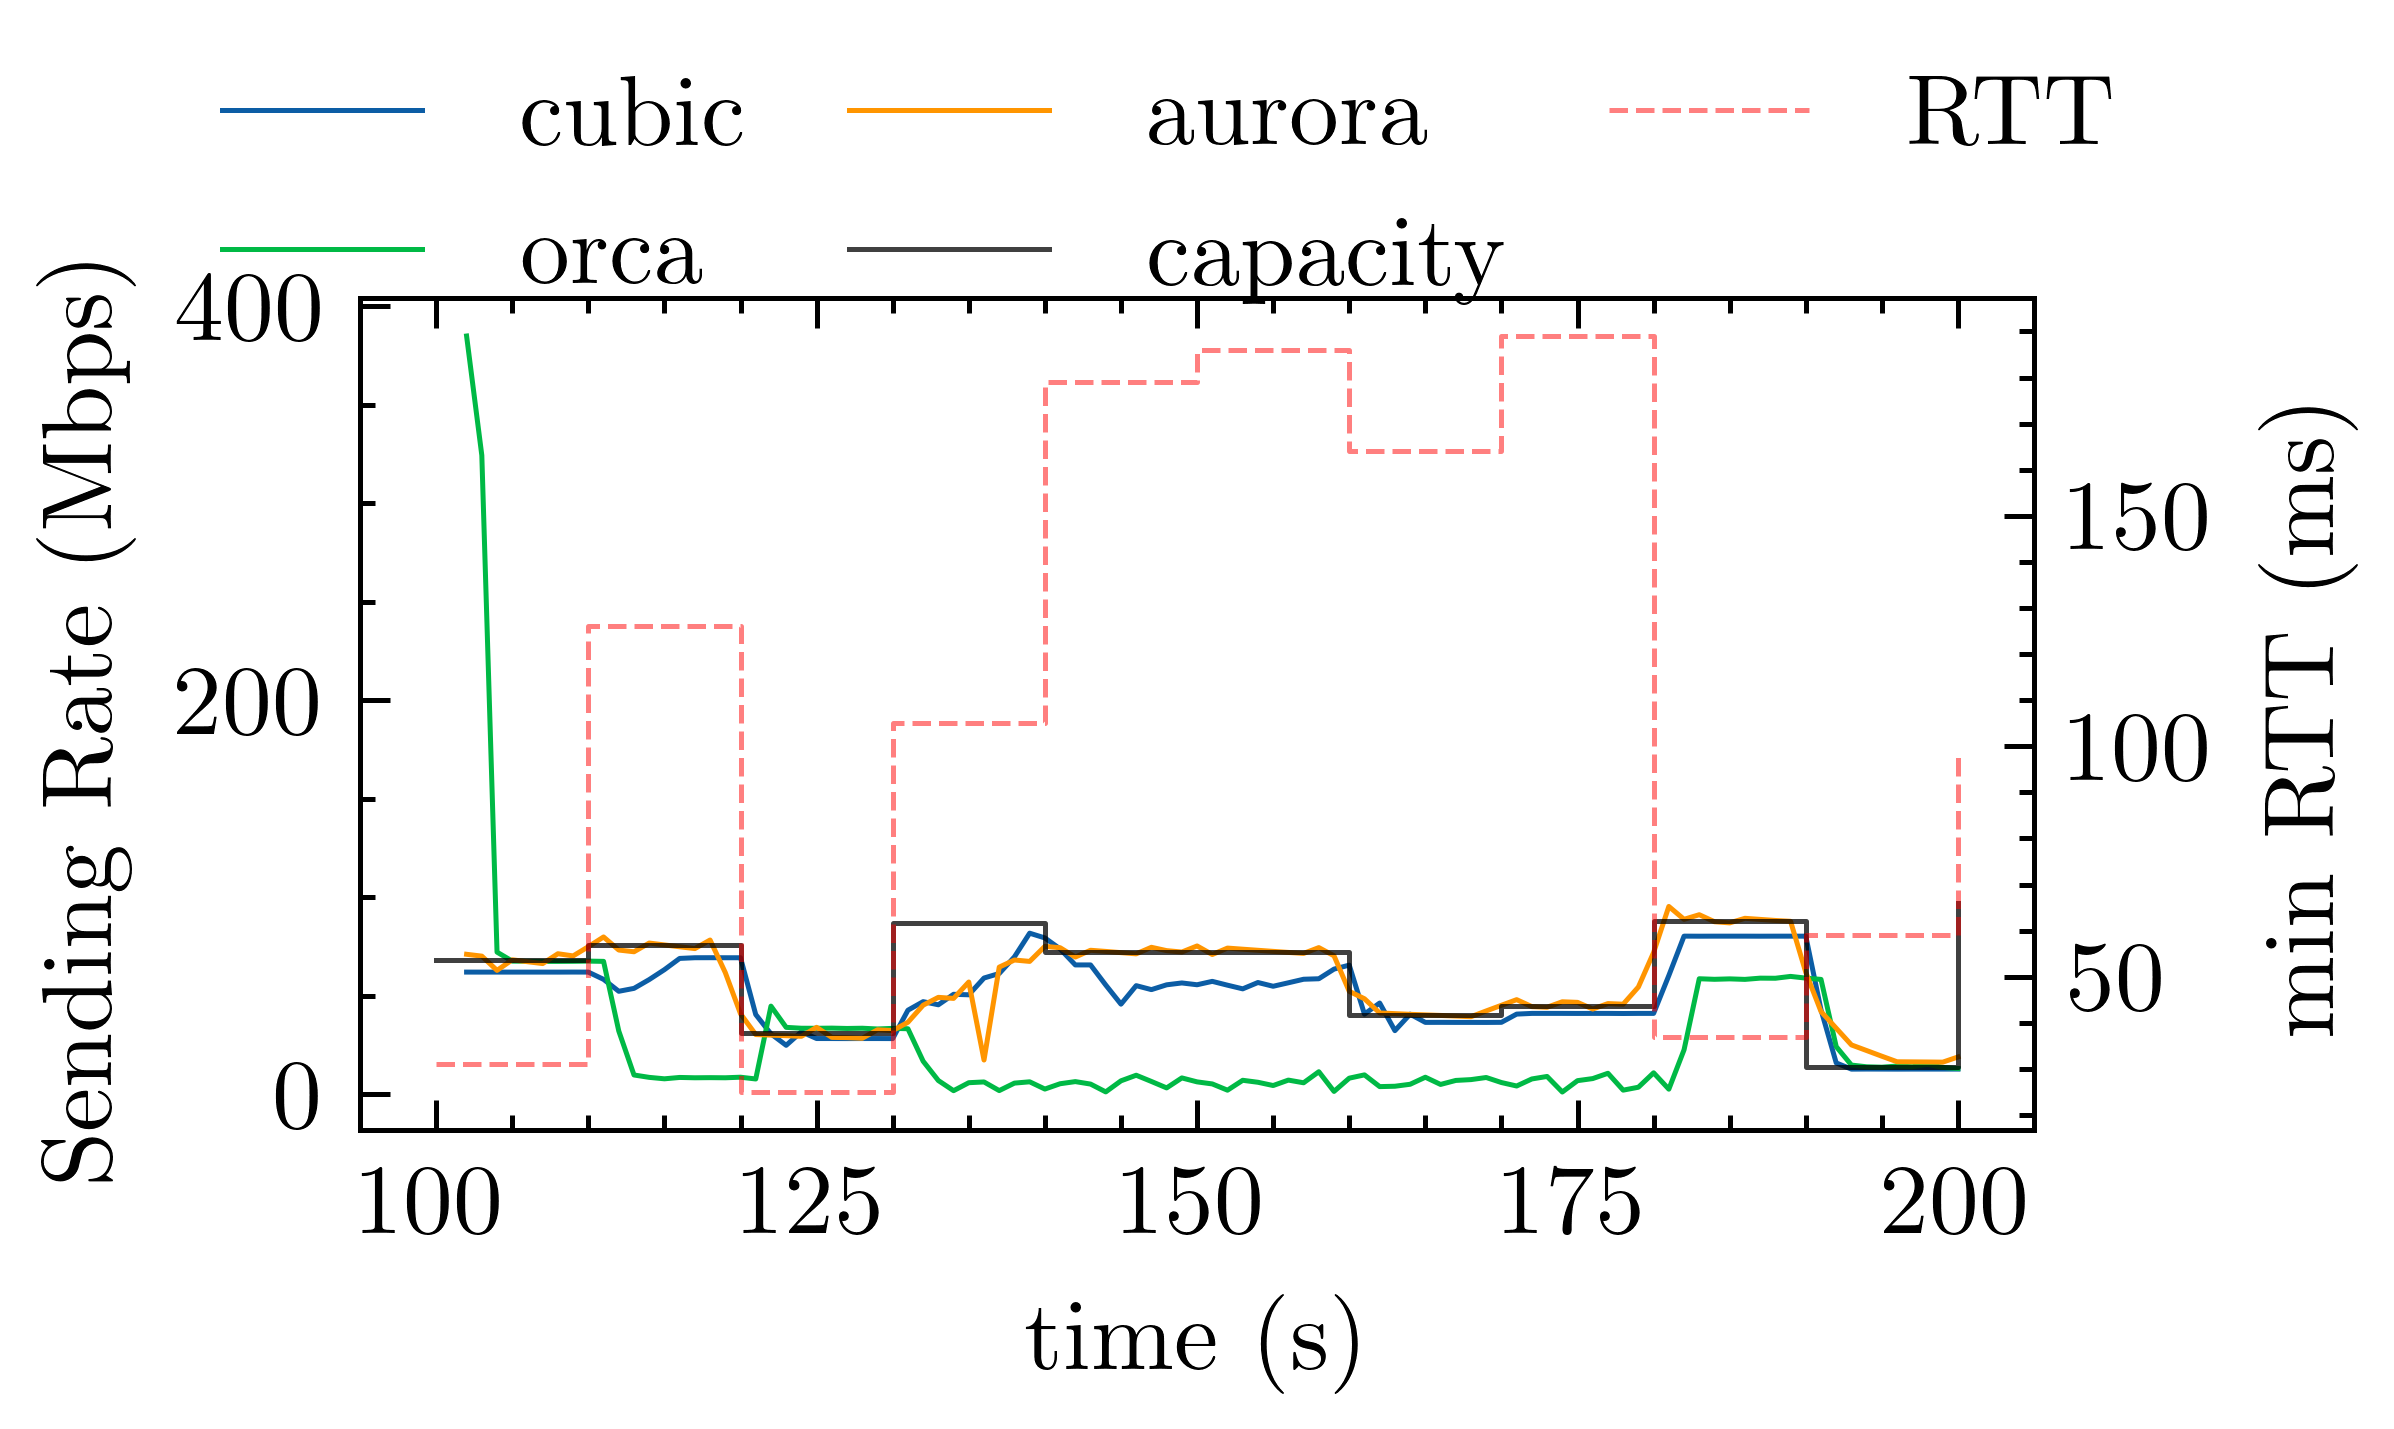 cubic aurora RTT
orca capacity
Sending Rate (Mbps)
400
200
0
150
100
50
min RTT (ms)
100 125 150 175 200
time (s)